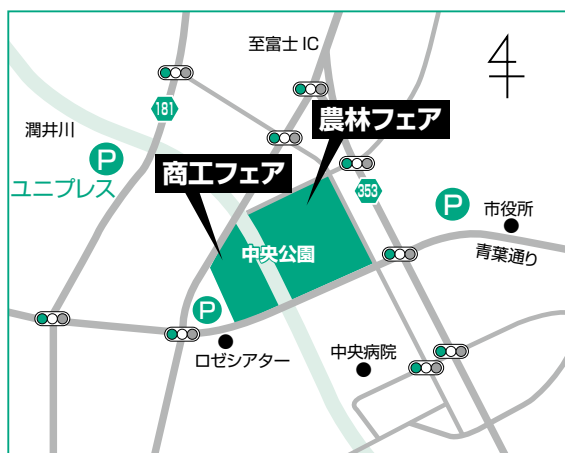 至富士IC
181
潤井川
農林フェア
P
ユニプレス
商工フェア
353
P
市役所
中央公園
青葉通り
P
ロゼシアター
中央病院